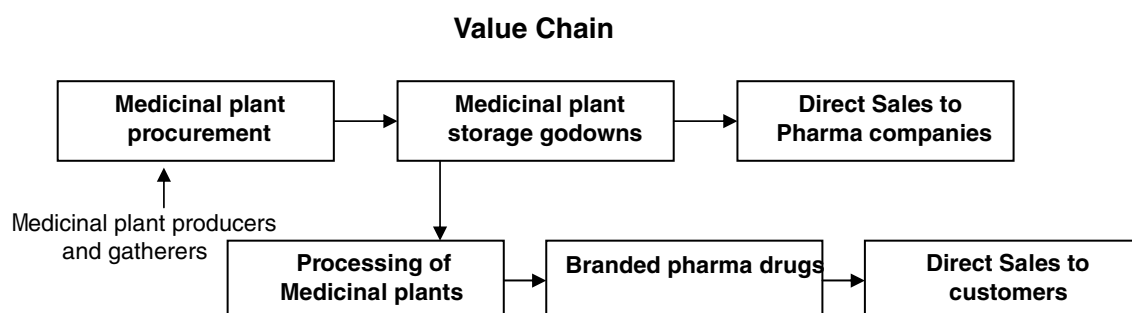 Value Chain
Medicinal plant
procurement
Medicinal plant
storage godowns
Direct Sales to
Pharma companies
Medicinal plant producers
and gatherers
Processing of
Medicinal plants
Branded pharma drugs
Direct Sales to
customers